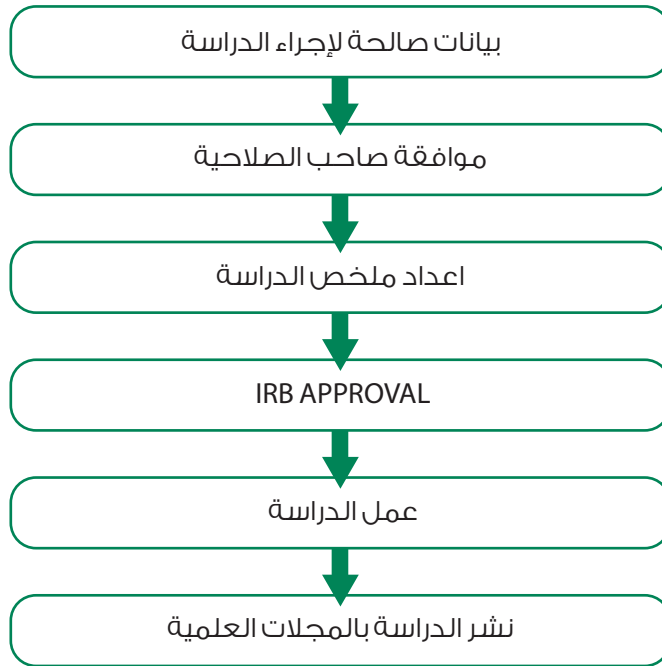 بيانات صالحة لإجراء الدراسة
موافقة صاحب الصلاحية
اعداد ملخص الدراسة
IRB APPROVAL
عمل الدراسة
نشر الدراسة بالمجلات العلمية